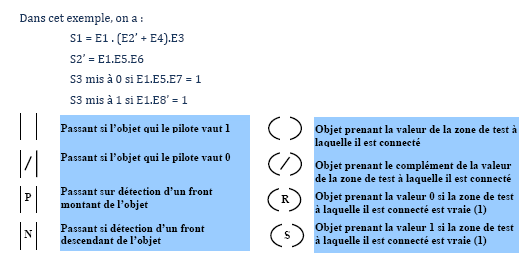 Dans cet exemple, on a :
S1 = E1 . (E2’ + E4).E3
S2’ = E1.E5.E6
S3 mis à 0 si E1.E5.E7 = 1
S3 mis à 1 si E1.E8’ = 1
Passant si l’objet qui le pilote vaut 1
Passant si l’objet qui le pilote vaut 0
P
Passant sur détection d’un front
montant de l’objet
N
Passant si détection d’un front
descendant de l’objet
Objet prenant la valeur de la zone de test à
laquelle il est connecté
Objet prenant le complément de la valeur
de la zone de test à laquelle il est connecté
R
Objet prenant la valeur 0 si la zone de test
à laquelle il est connecté est vraie (1)
S
Objet prenant la valeur 1 si la zone de test
à laquelle il est connecté est vraie (1)